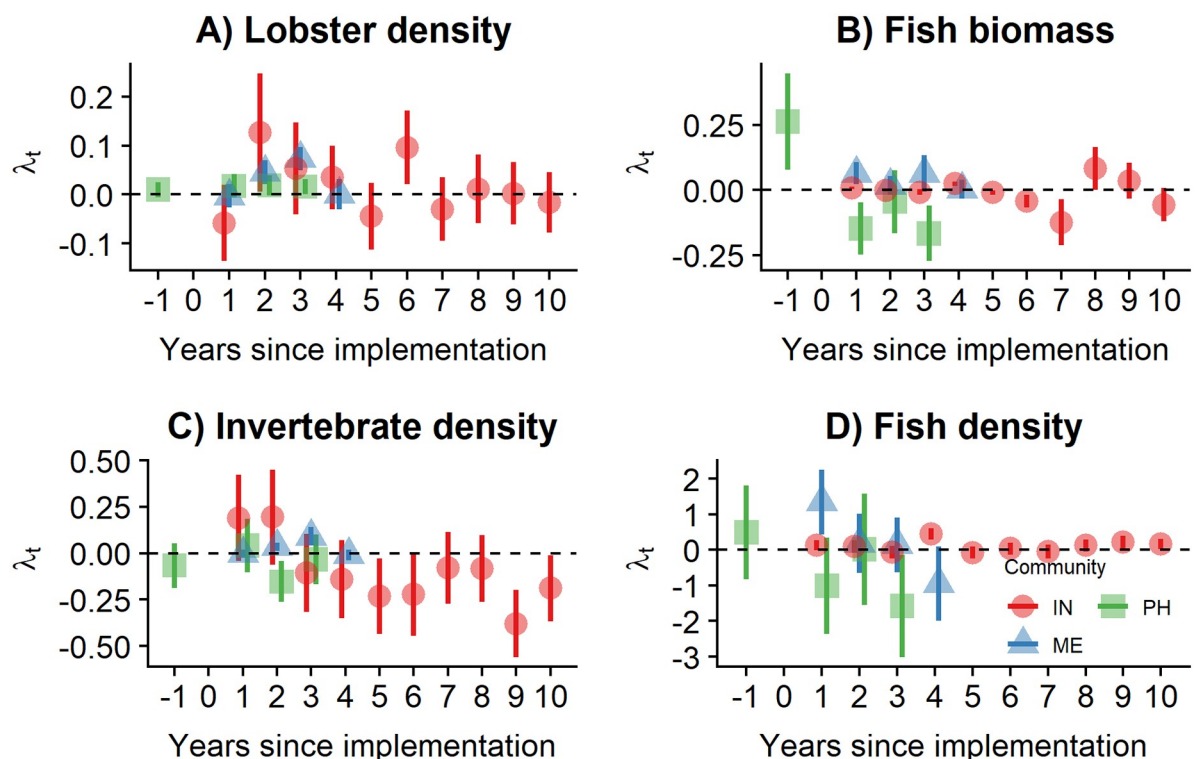 A) Lobster density
λt
0.2
0.1
0.0
-0.1
-1 0 1 2 3 4 5 6 7 8 9 10
Years since implementation
B) Fish biomass
λt
0.25
0.00
-0.25
-1 0 1 2 3 4 5 6 7 8 9 10
Years since implementation
C) Invertebrate density
λt
0.50
0.25
0.00
-0.25
-0.50
-1 0 1 2 3 4 5 6 7 8 9 10
Years since implementation
D) Fish density
λt
2
1
0
-1
-2
-3
Community
IN PH
ME
-1 0 1 2 3 4 5 6 7 8 9 10
Years since implementation